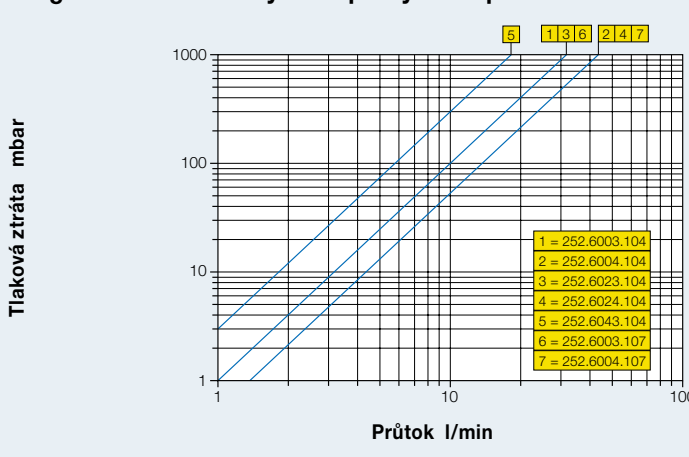 5 1 3 6 2 4 7
1000
100
10
1
1 10 100
Tlaková ztráta mbar
Průtok l/min
1 = 252.6003.104
2 = 252.6004.104
3 = 252.6023.104
4 = 252.6024.104
5 = 252.6043.104
6 = 252.6003.107
7 = 252.6004.107